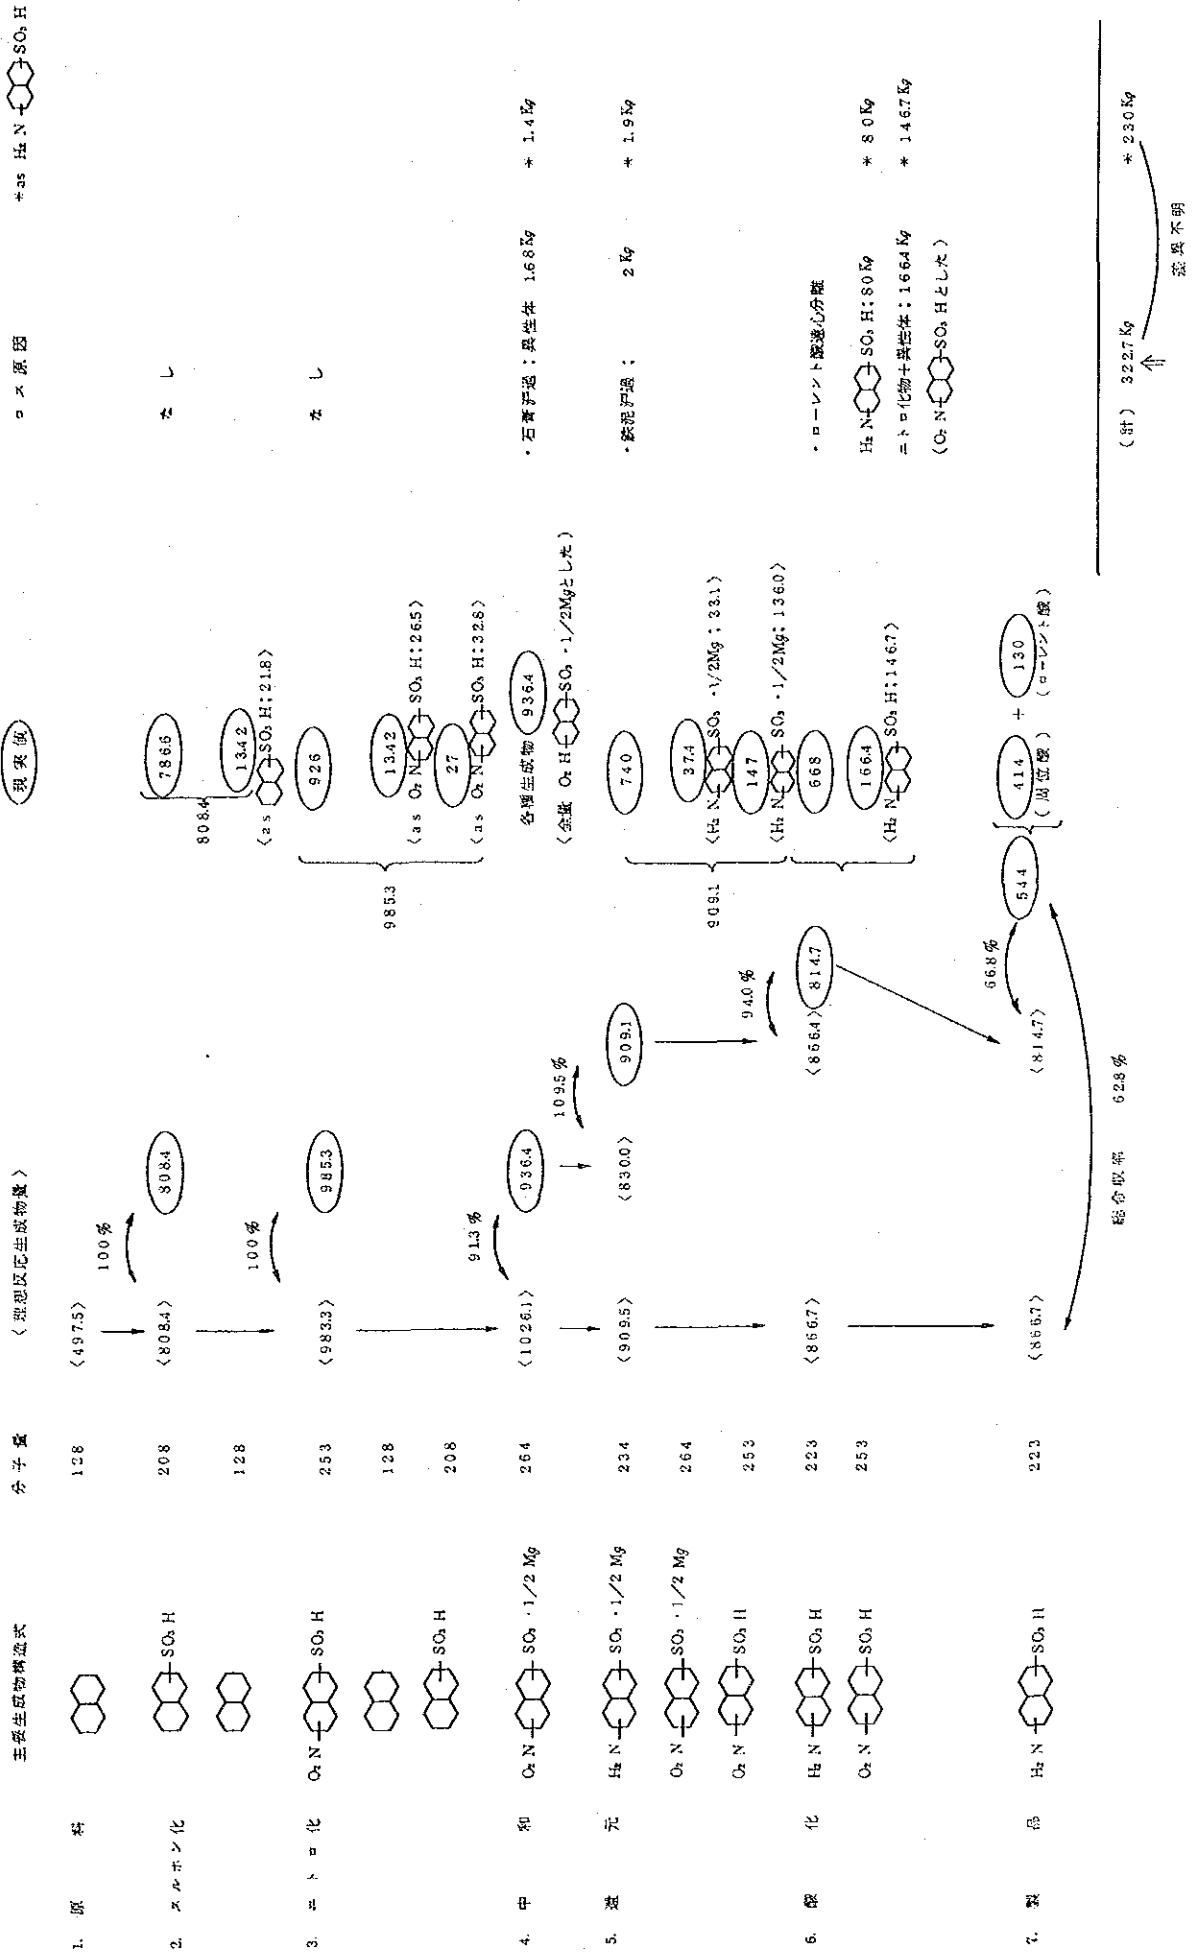 主要生成物構造式 分子量 〈理想反応生成物量〉 現実値 ロス原因 *as H₂N SO₃H
1. 原料 128 〈497.5〉
100%
2. スルホン化 SO₃H 208 〈808.4〉 808.4 808.4 786.6 なし
128 13.42
〈as SO₃H:21.8〉
100%
3. ニトロ化 O₂N SO₃H 253 〈983.3〉 985.3 985.3 926 なし
128 13.42
〈as O₂N SO₃H:26.5〉
SO₃H 208 27
〈as O₂N SO₃H:32.8〉
91.3%
4. 中和 O₂N SO₃・1/2Mg 264 〈1026.1〉 936.4 各種生成物 936.4 ・石膏沪過;異性体 1.68Kg *1.4Kg
〈全量 O₂H SO₃・1/2Mgとした〉
109.5%
5. 還元 H₂N SO₃・1/2Mg 234 〈909.5〉 〈830.0〉 909.1 740 ・鉄泥沪過; 2Kg *1.9Kg
O₂N SO₃・1/2Mg 264 909.1 37.4
〈H₂N SO₃・1/2Mg;33.1〉
O₂N SO₃H 253 147
〈H₂N SO₃・1/2Mg;136.0〉
94.0%
6. 酸化 H₂N SO₃H 223 〈866.7〉 〈866.4〉 814.7 668 ・ローレント酸遠心分離
O₂N SO₃H 253 166.4 H₂N SO₃H;80Kg *80Kg
〈H₂N SO₃H;146.7〉 ニトロ化物+異性体;166.4Kg *146.7Kg
(O₂N SO₃Hとした)
66.8%
7. 製品 H₂N SO₃H 223 〈866.7〉 〈814.7〉 544 414 + 130
(周位酸) (ローレント酸)
総合収率 62.8%
(計) 322.7Kg *230Kg
差異不明